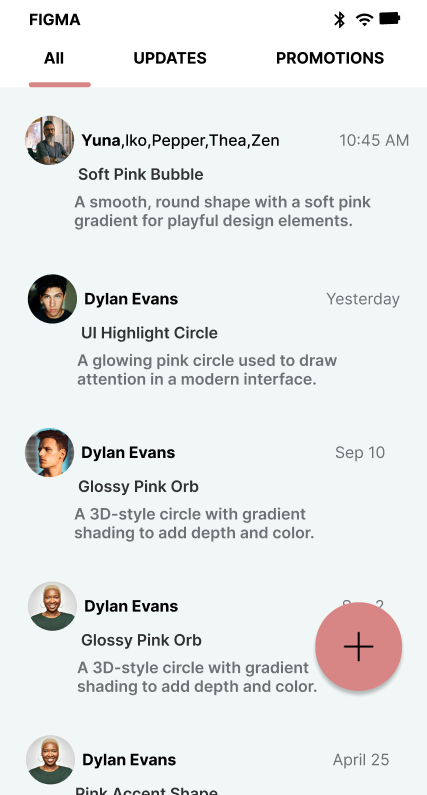 FIGMA
All UPDATES PROMOTIONS
Yuna,Iko,Pepper,Thea,Zen 10:45 AM
Soft Pink Bubble
A smooth, round shape with a soft pink
gradient for playful design elements.
Dylan Evans Yesterday
UI Highlight Circle
A glowing pink circle used to draw
attention in a modern interface.
Dylan Evans Sep 10
Glossy Pink Orb
A 3D-style circle with gradient
shading to add depth and color.
Dylan Evans
Glossy Pink Orb
A 3D-style circle with gradient
shading to add depth and color.
Dylan Evans April 25
Pink Accent Shape